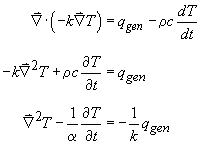 ∇⃗·(-k∇⃗T) = q_gen - ρc dT/dt
-k∇⃗²T + ρc ∂T/∂t = q_gen
∇⃗²T - 1/α ∂T/∂t = -1/k q_gen